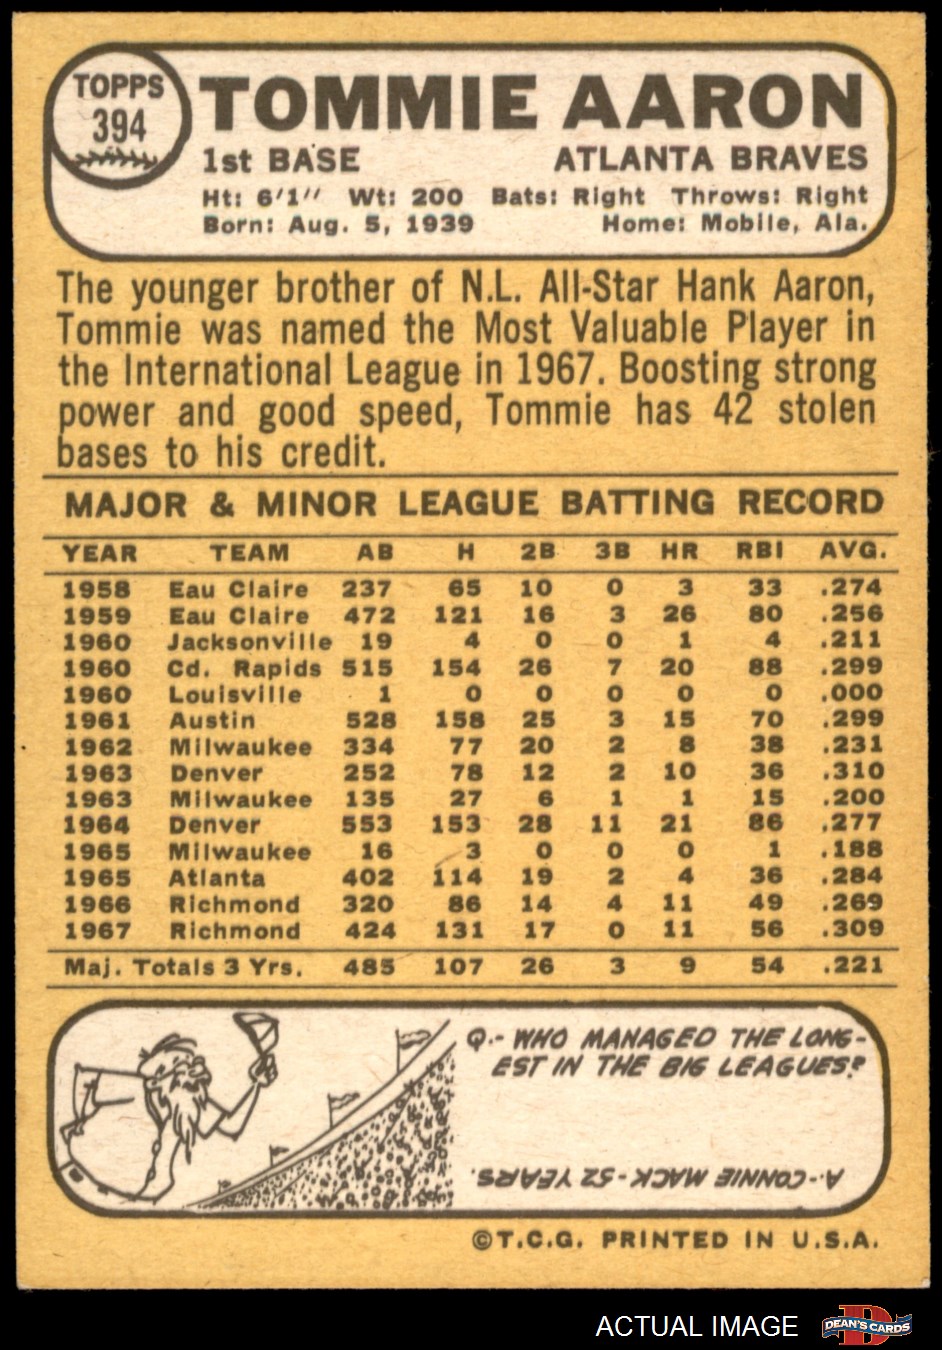 TOPPS
394
TOMMIE AARON
1st BASE ATLANTA BRAVES
Ht: 6'1" Wt: 200 Bats: Right Throws: Right
Born: Aug. 5, 1939 Home: Mobile, Ala.
The younger brother of N.L. All-Star Hank Aaron,
Tommie was named the Most Valuable Player in
the International League in 1967. Boosting strong
power and good speed, Tommie has 42 stolen
bases to his credit.
MAJOR & MINOR LEAGUE BATTING RECORD
YEAR TEAM AB H 2B 3B HR RBI AVG.
1958 Eau Claire 237 65 10 0 3 33 .274
1959 Eau Claire 472 121 16 3 26 80 .256
1960 Jacksonville 19 4 0 0 1 4 .211
1960 Cd. Rapids 515 154 26 7 20 88 .299
1960 Louisville 1 0 0 0 0 0 .000
1961 Austin 528 158 25 3 15 70 .299
1962 Milwaukee 334 77 20 2 8 38 .231
1963 Denver 252 78 12 2 10 36 .310
1963 Milwaukee 135 27 6 1 1 15 .200
1964 Denver 553 153 28 11 21 86 .277
1965 Milwaukee 16 3 0 0 0 1 .188
1965 Atlanta 402 114 19 2 4 36 .284
1966 Richmond 320 86 14 4 11 49 .269
1967 Richmond 424 131 17 0 11 56 .309
Maj. Totals 3 Yrs. 485 107 26 3 9 54 .221
Q.- WHO MANAGED THE LONG-
EST IN THE BIG LEAGUES?
A.-CONNIE MACK-52 YEARS.
©T.C.G. PRINTED IN U.S.A.
ACTUAL IMAGE
D
DEAN'S CARDS